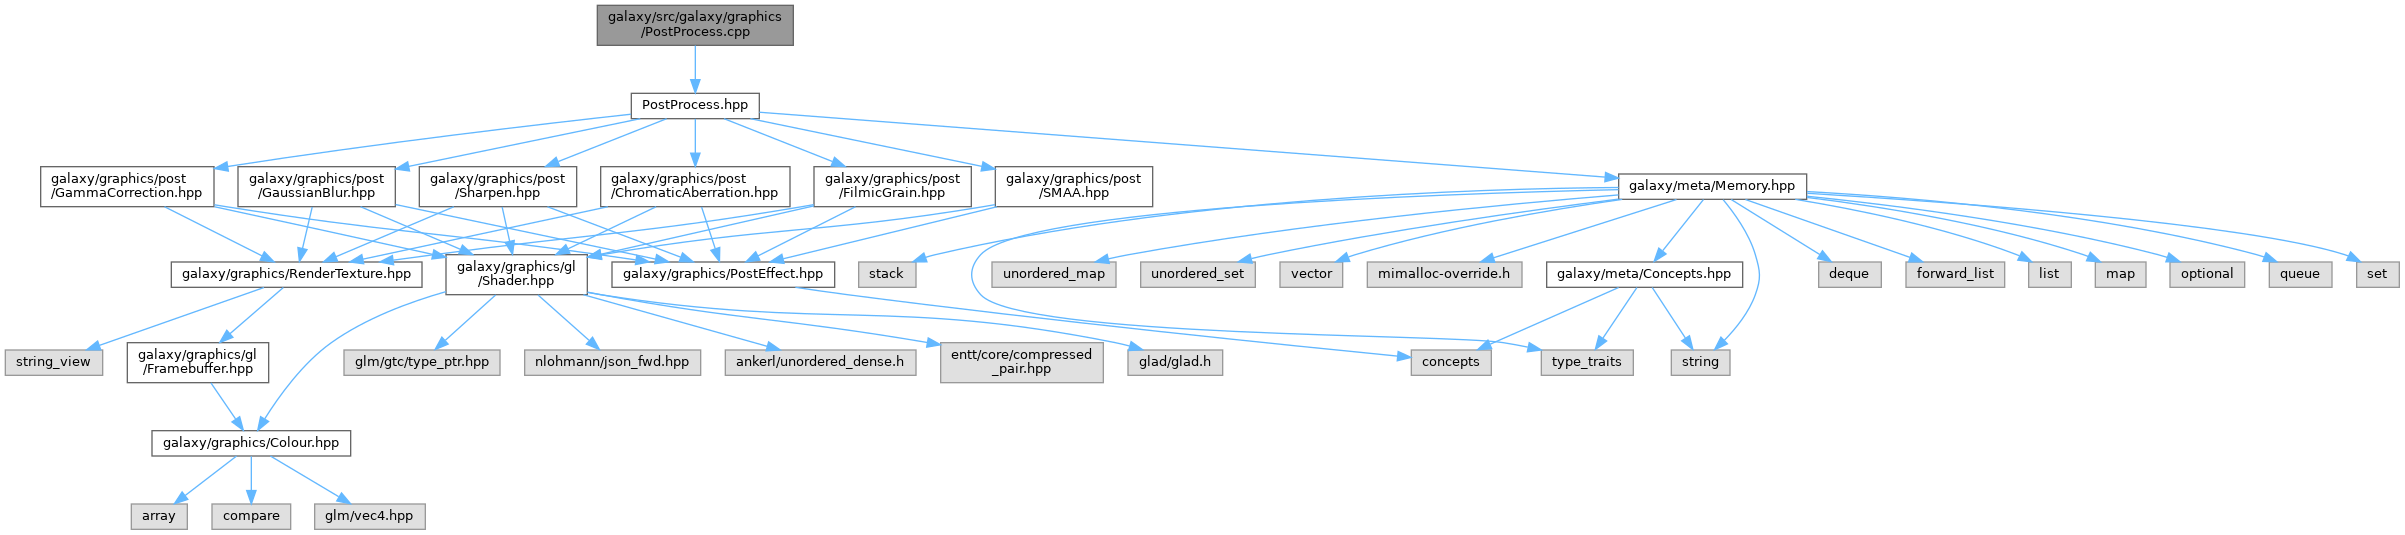 galaxy/src/galaxy/graphics
/PostProcess.cpp
PostProcess.hpp
galaxy/graphics/post
/GammaCorrection.hpp
galaxy/graphics/post
/GaussianBlur.hpp
galaxy/graphics/post
/Sharpen.hpp
galaxy/graphics/post
/ChromaticAberration.hpp
galaxy/graphics/post
/FilmicGrain.hpp
galaxy/graphics/post
/SMAA.hpp
galaxy/meta/Memory.hpp
galaxy/graphics/RenderTexture.hpp
galaxy/graphics/gl
/Shader.hpp
galaxy/graphics/PostEffect.hpp
stack
unordered_map
unordered_set
vector
mimalloc-override.h
galaxy/meta/Concepts.hpp
deque
forward_list
list
map
optional
queue
set
string_view
galaxy/graphics/gl
/Framebuffer.hpp
glm/gtc/type_ptr.hpp
nlohmann/json_fwd.hpp
ankerl/unordered_dense.h
entt/core/compressed
_pair.hpp
glad/glad.h
concepts
type_traits
string
galaxy/graphics/Colour.hpp
array
compare
glm/vec4.hpp